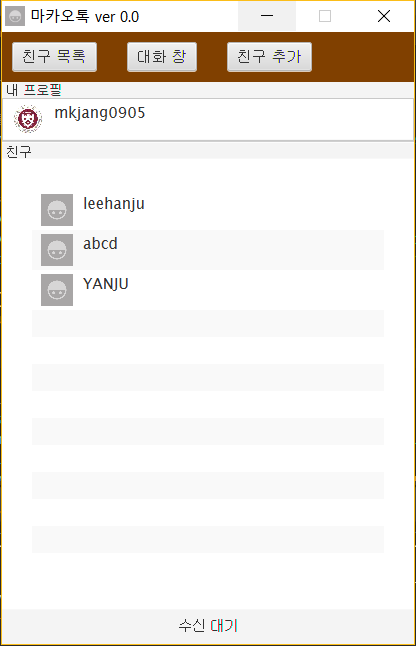 마카오톡 ver 0.0
친구 목록 대화 창 친구 추가
내 프로필
mkjang0905
친구
leehanju
abcd
YANJU
수신 대기